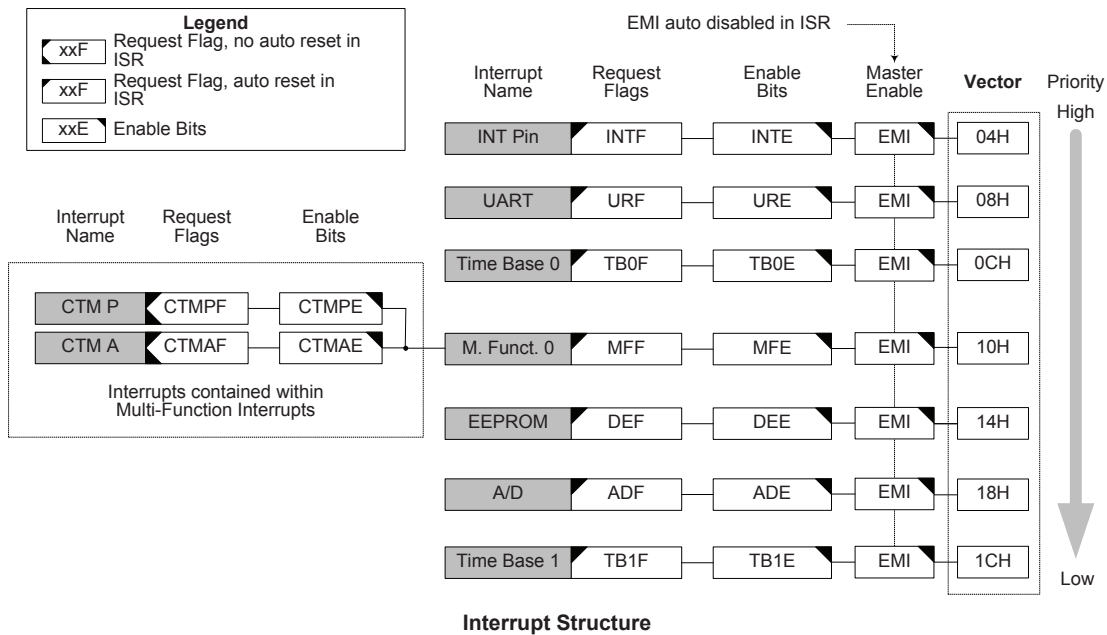 Legend
xxF Request Flag, no auto reset in
ISR
xxF Request Flag, auto reset in
ISR
xxE Enable Bits
EMI auto disabled in ISR
Interrupt
Name
Request
Flags
Enable
Bits
Master
Enable
Vector
Priority
High
INT Pin INTF INTE EMI 04H
UART URF URE EMI 08H
Time Base 0 TB0F TB0E EMI 0CH
Interrupt
Name
Request
Flags
Enable
Bits
CTM P CTMPF CTMPE
CTM A CTMAF CTMAE
Interrupts contained within
Multi-Function Interrupts
M. Funct. 0 MFF MFE EMI 10H
EEPROM DEF DEE EMI 14H
A/D ADF ADE EMI 18H
Time Base 1 TB1F TB1E EMI 1CH
Low
Interrupt Structure